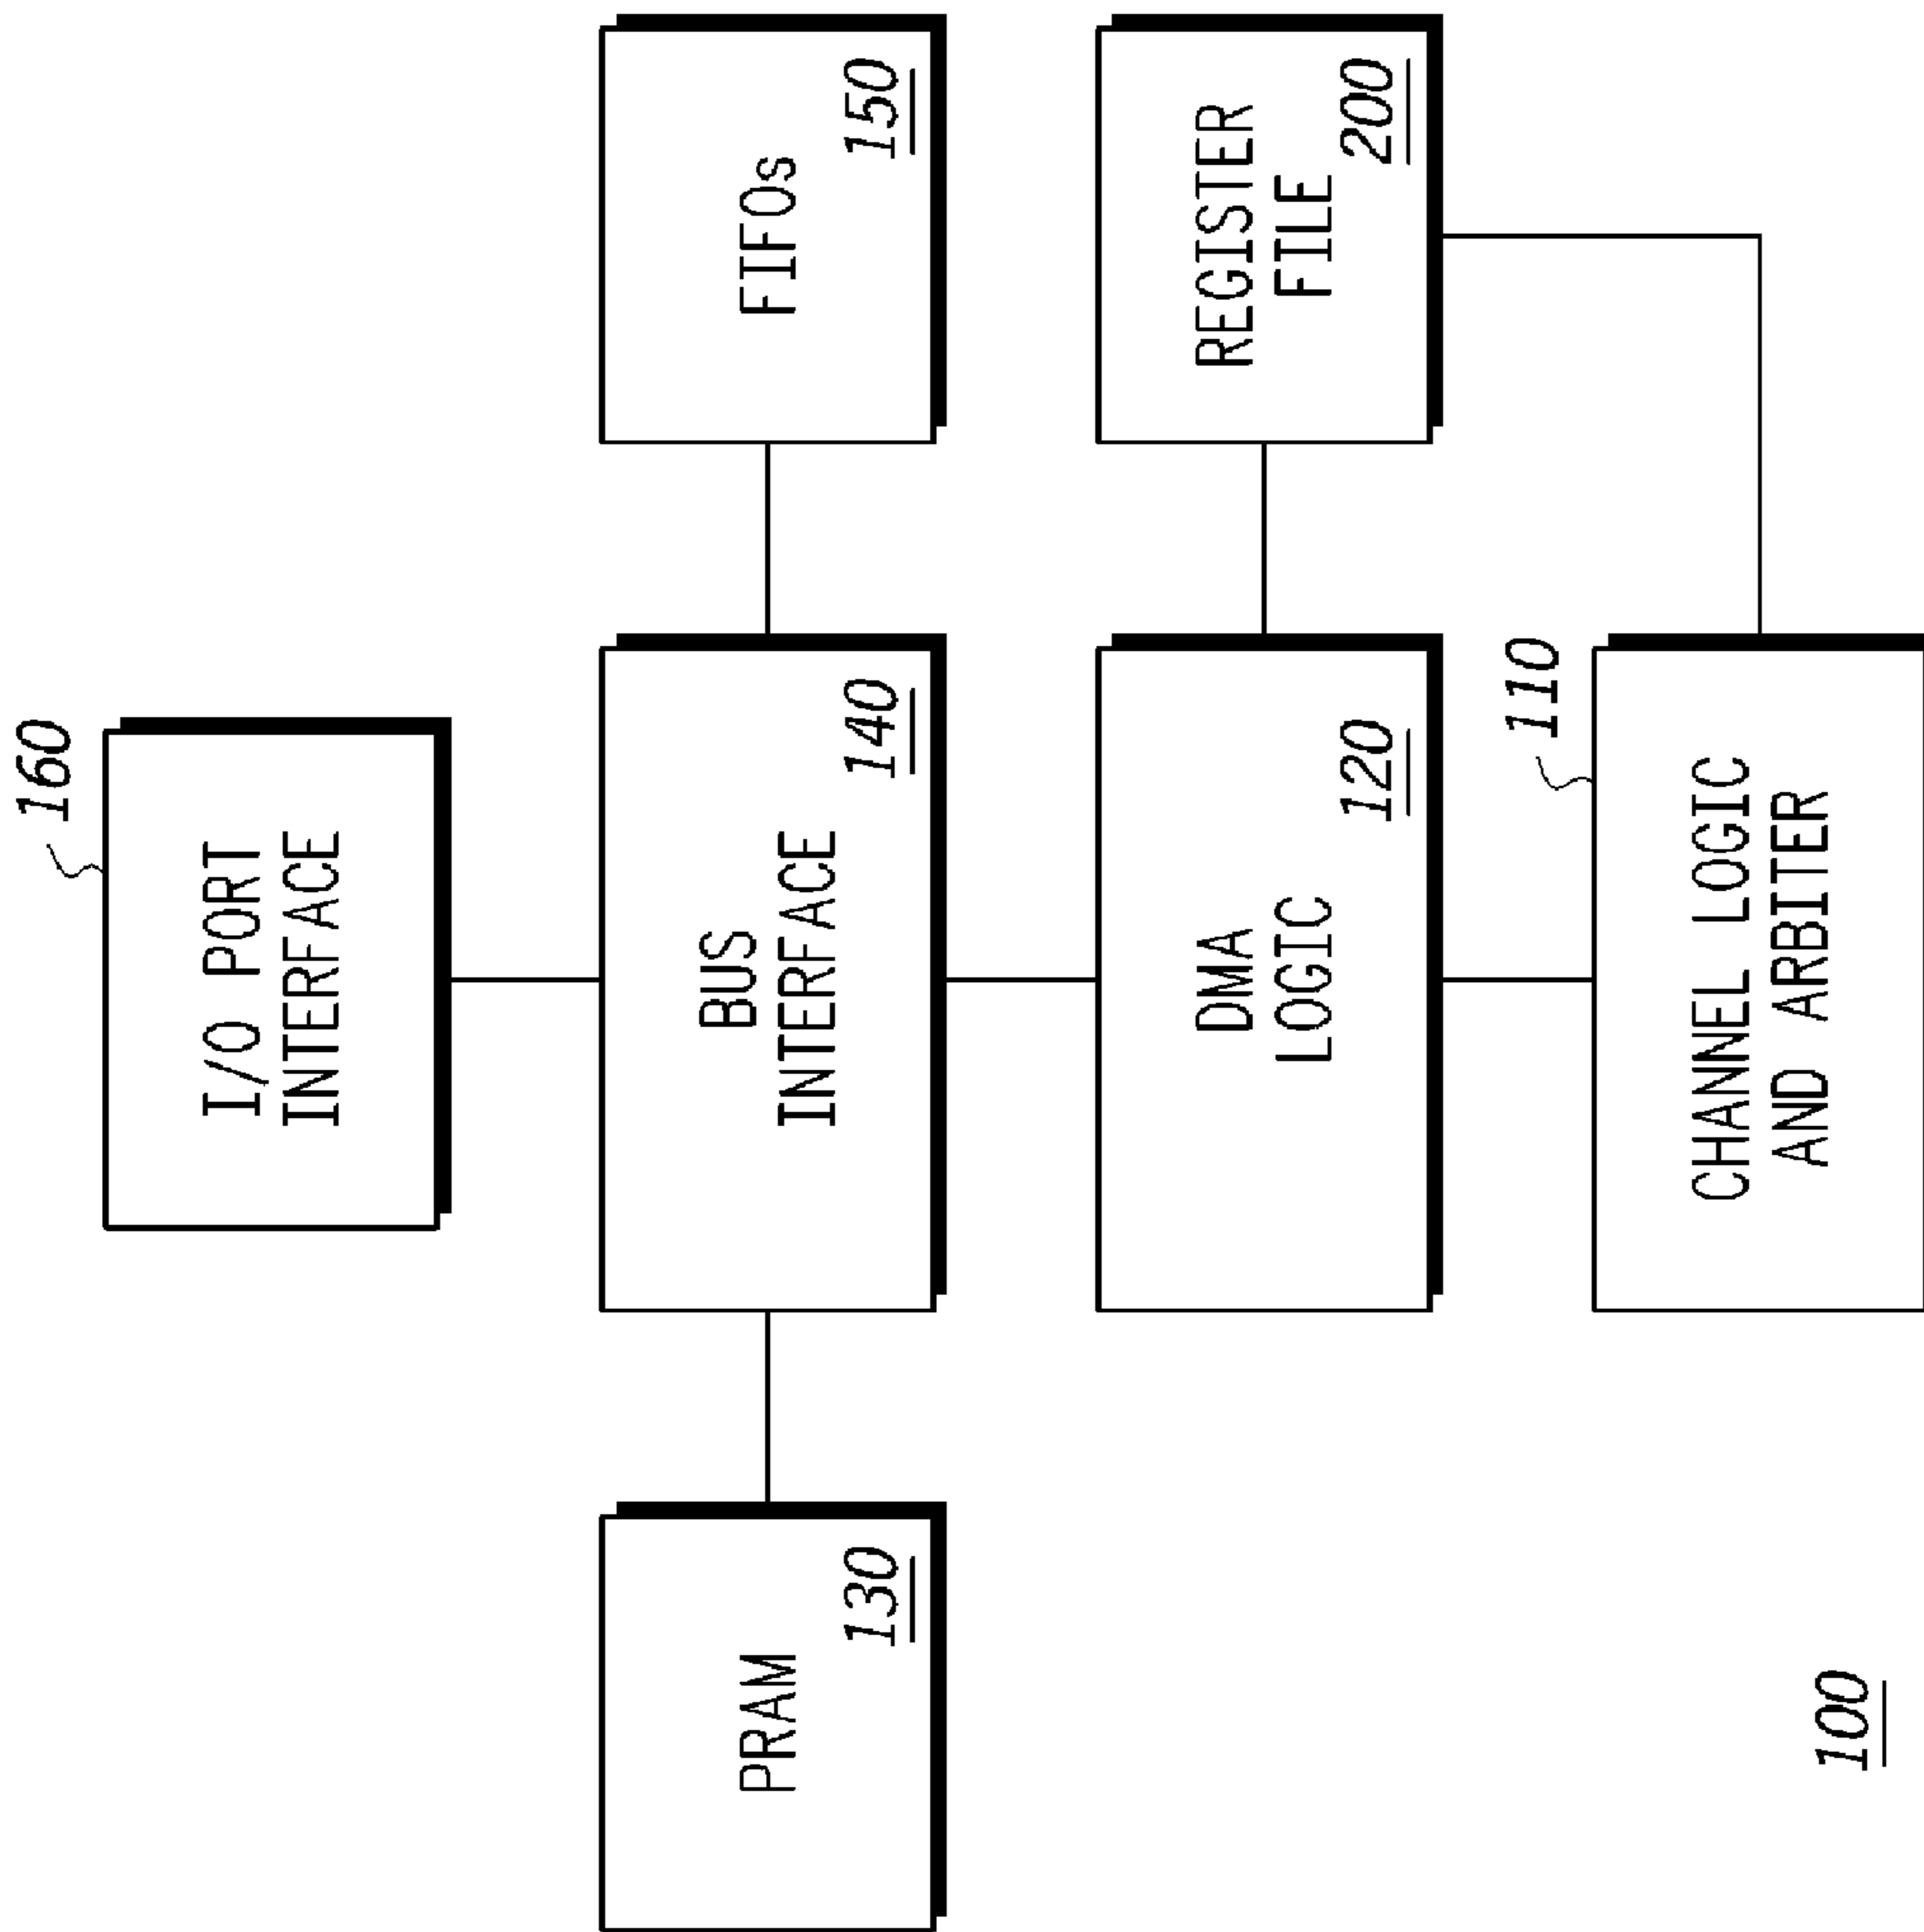 160
I/O PORT
INTERFACE
PRAM
130
BUS
INTERFACE
140
FIFOs
150
DMA
LOGIC
120
REGISTER
FILE
200
110
CHANNEL LOGIC
AND ARBITER
100